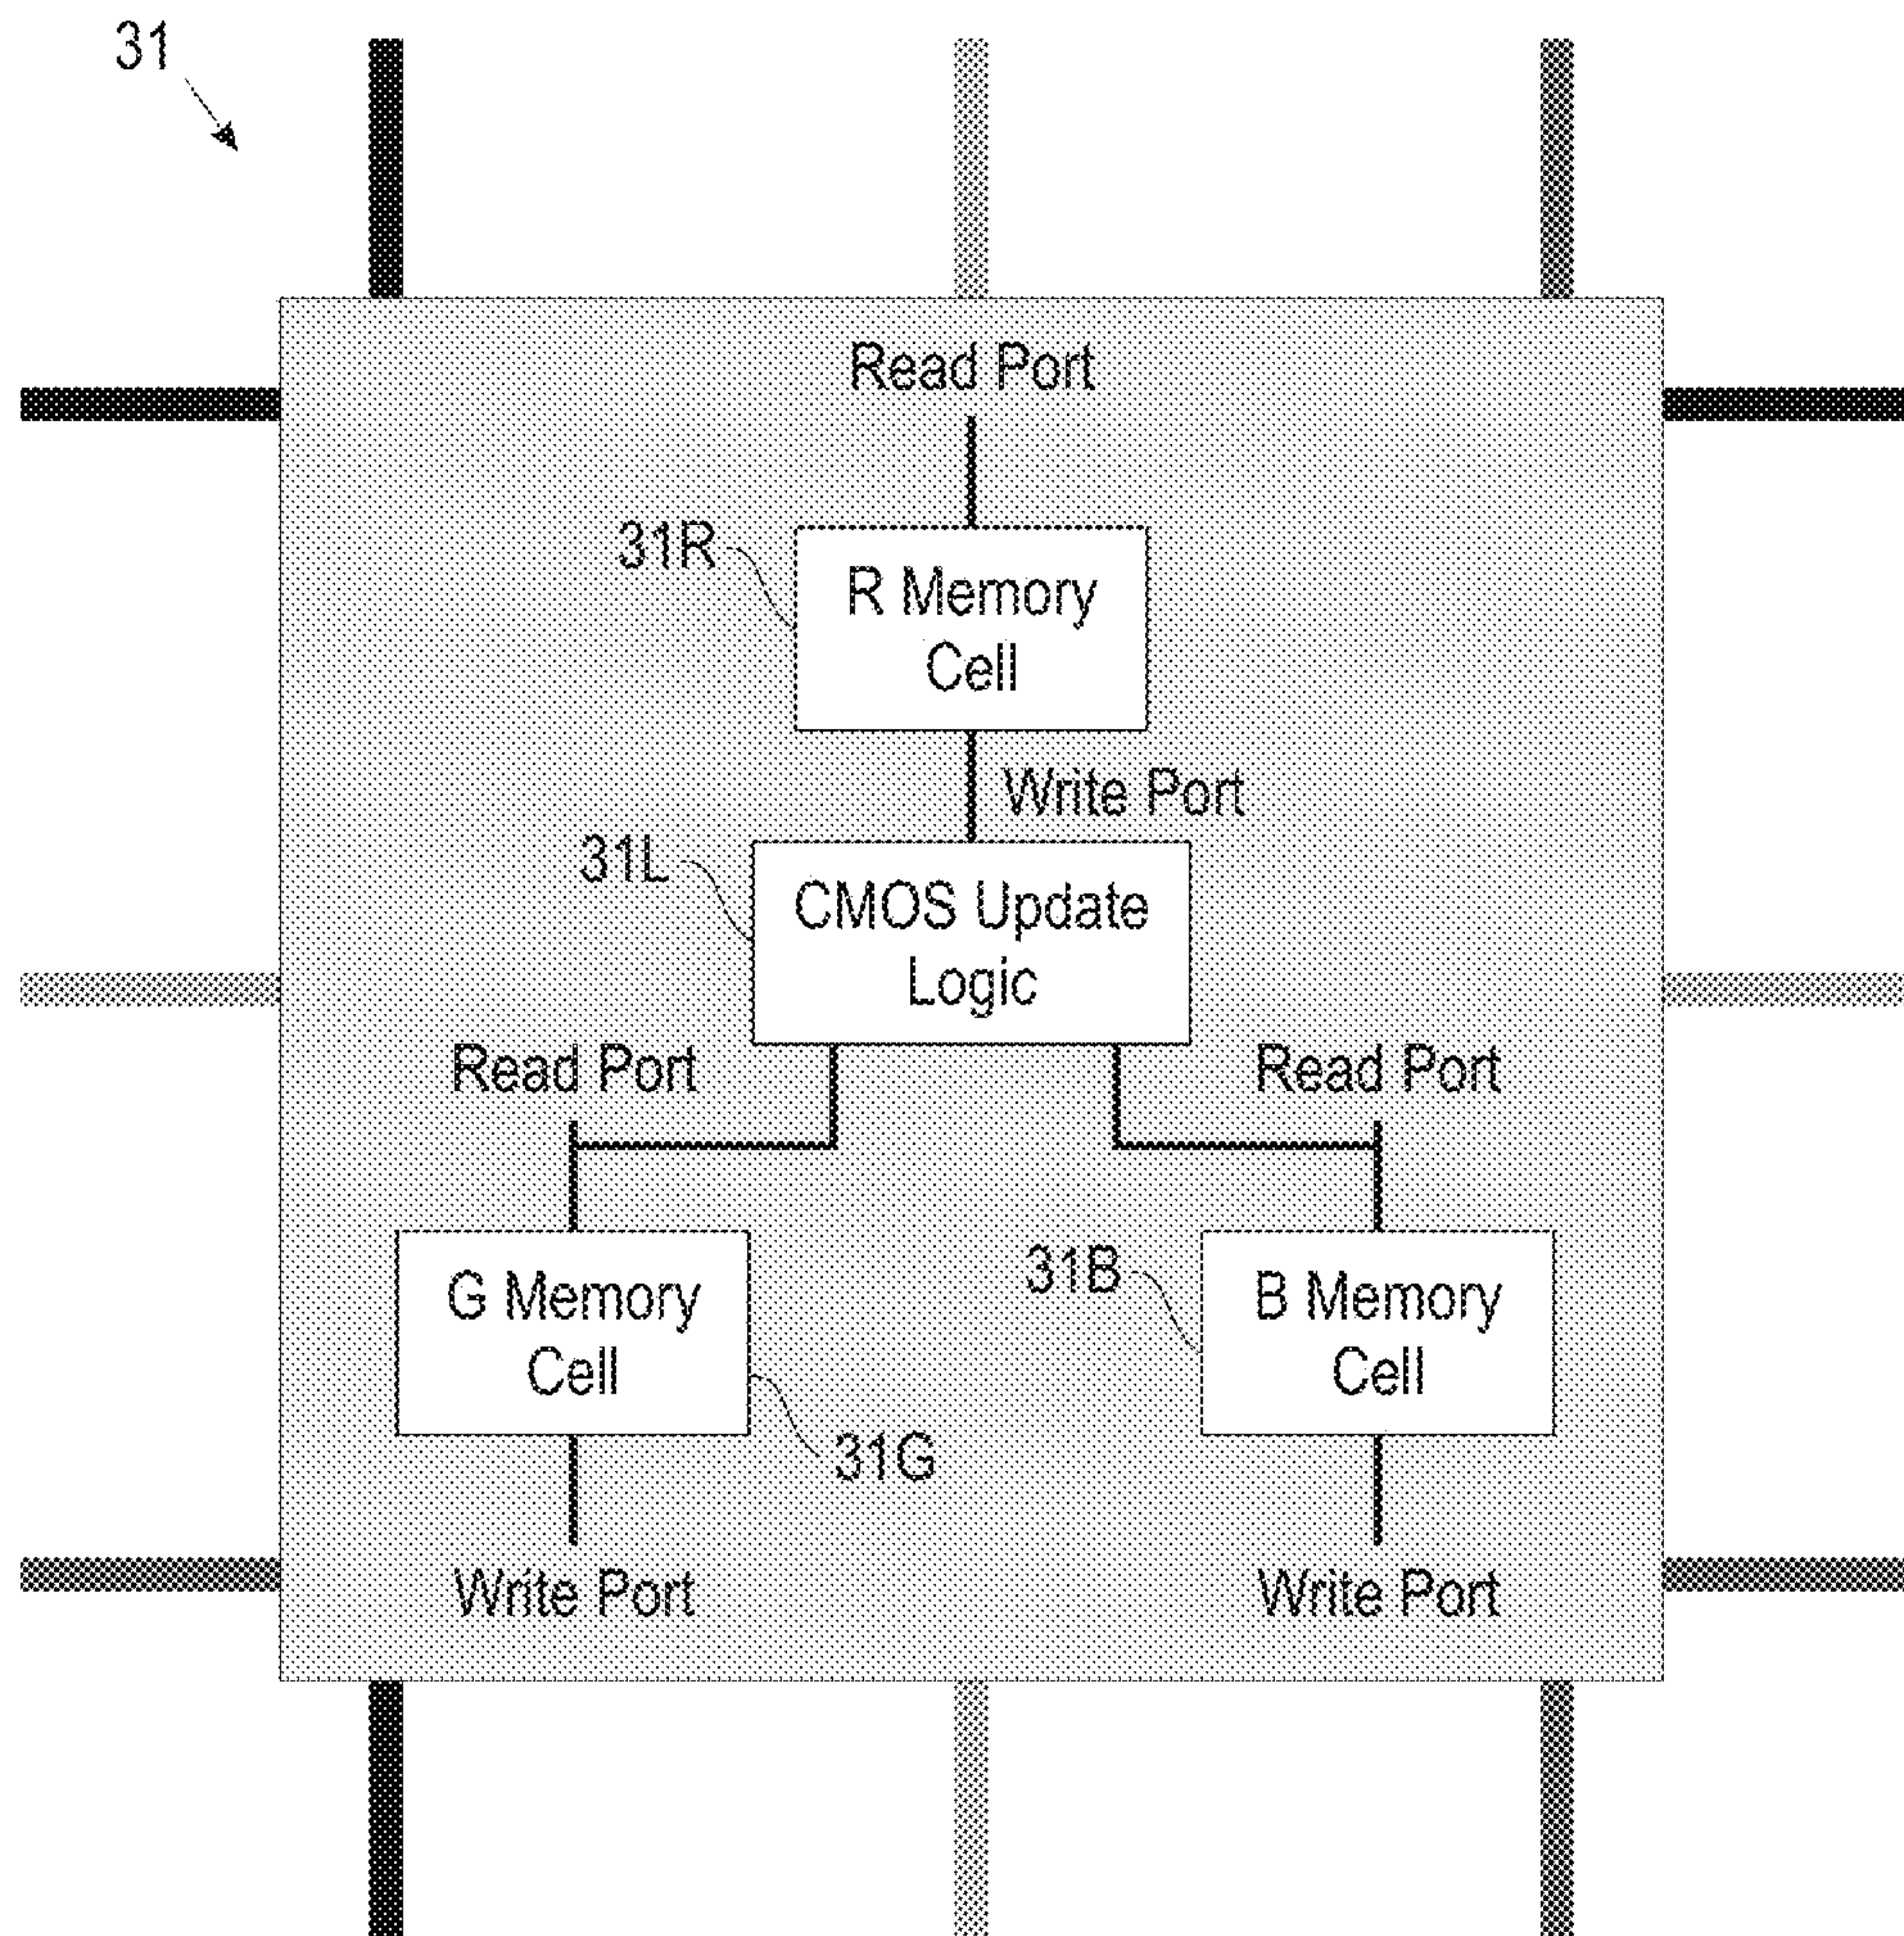 31
Read Port
31R
R Memory
Cell
Write Port
31L
CMOS Update
Logic
Read Port
Read Port
G Memory
Cell
31B
B Memory
Cell
31G
Write Port
Write Port